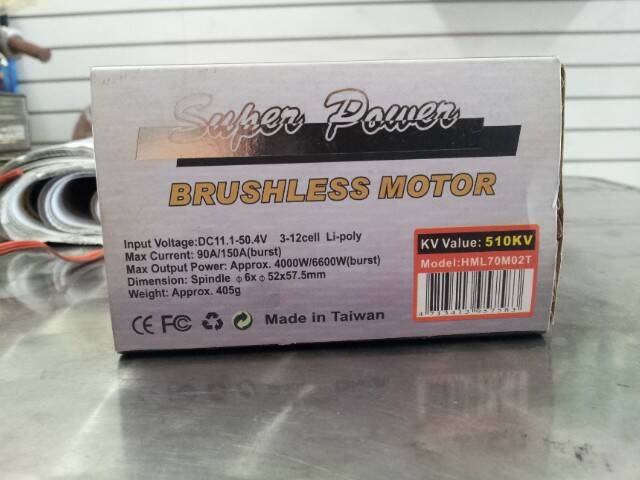 Super Power
BRUSHLESS MOTOR
Input Voltage:DC11.1-50.4V 3-12cell Li-poly
Max Current: 90A/150A(burst)
Max Output Power: Approx. 4000W/6600W(burst)
Dimension: Spindle ϕ6x ϕ52x57.5mm
Weight: Approx. 405g
CE FC Made in Taiwan
KV Value: 510KV
Model:HML70M02T